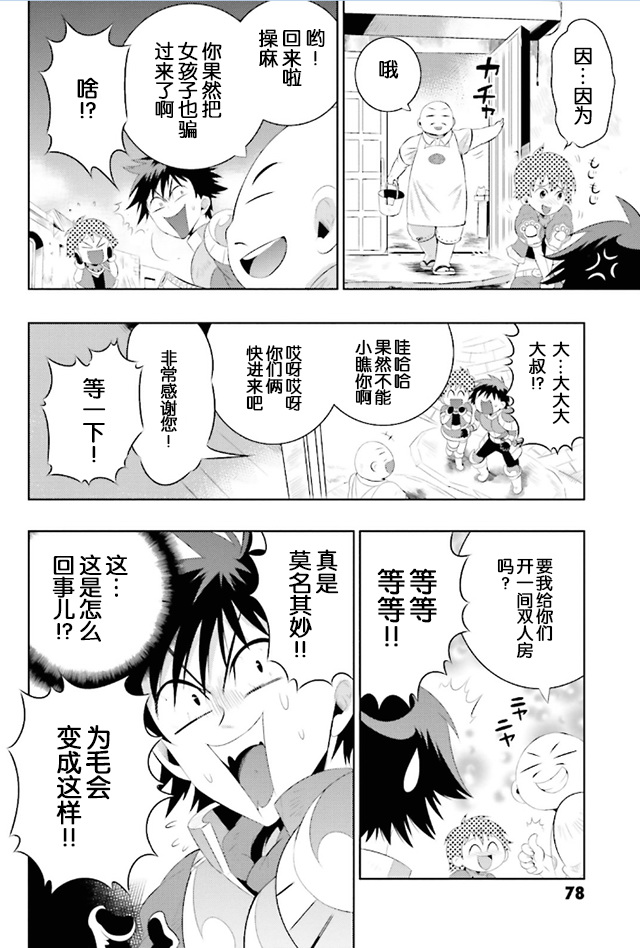 因…因为
もじ
もじ
ガチャ
哦
哟！
回来啦
操麻
你果然把
女孩子也骗
过来了啊
啥!?
大…大大大
大叔!?
哇哈哈
果然不能
小瞧你啊
哎呀哎呀
你们俩
快进来吧
非常感谢您！
等一下！
要我给你们
开一间双人房
吗？
等等
等等!!
真是
莫名其妙！
这…
这是怎么
回事儿!?
为毛会
变成这样!!
78